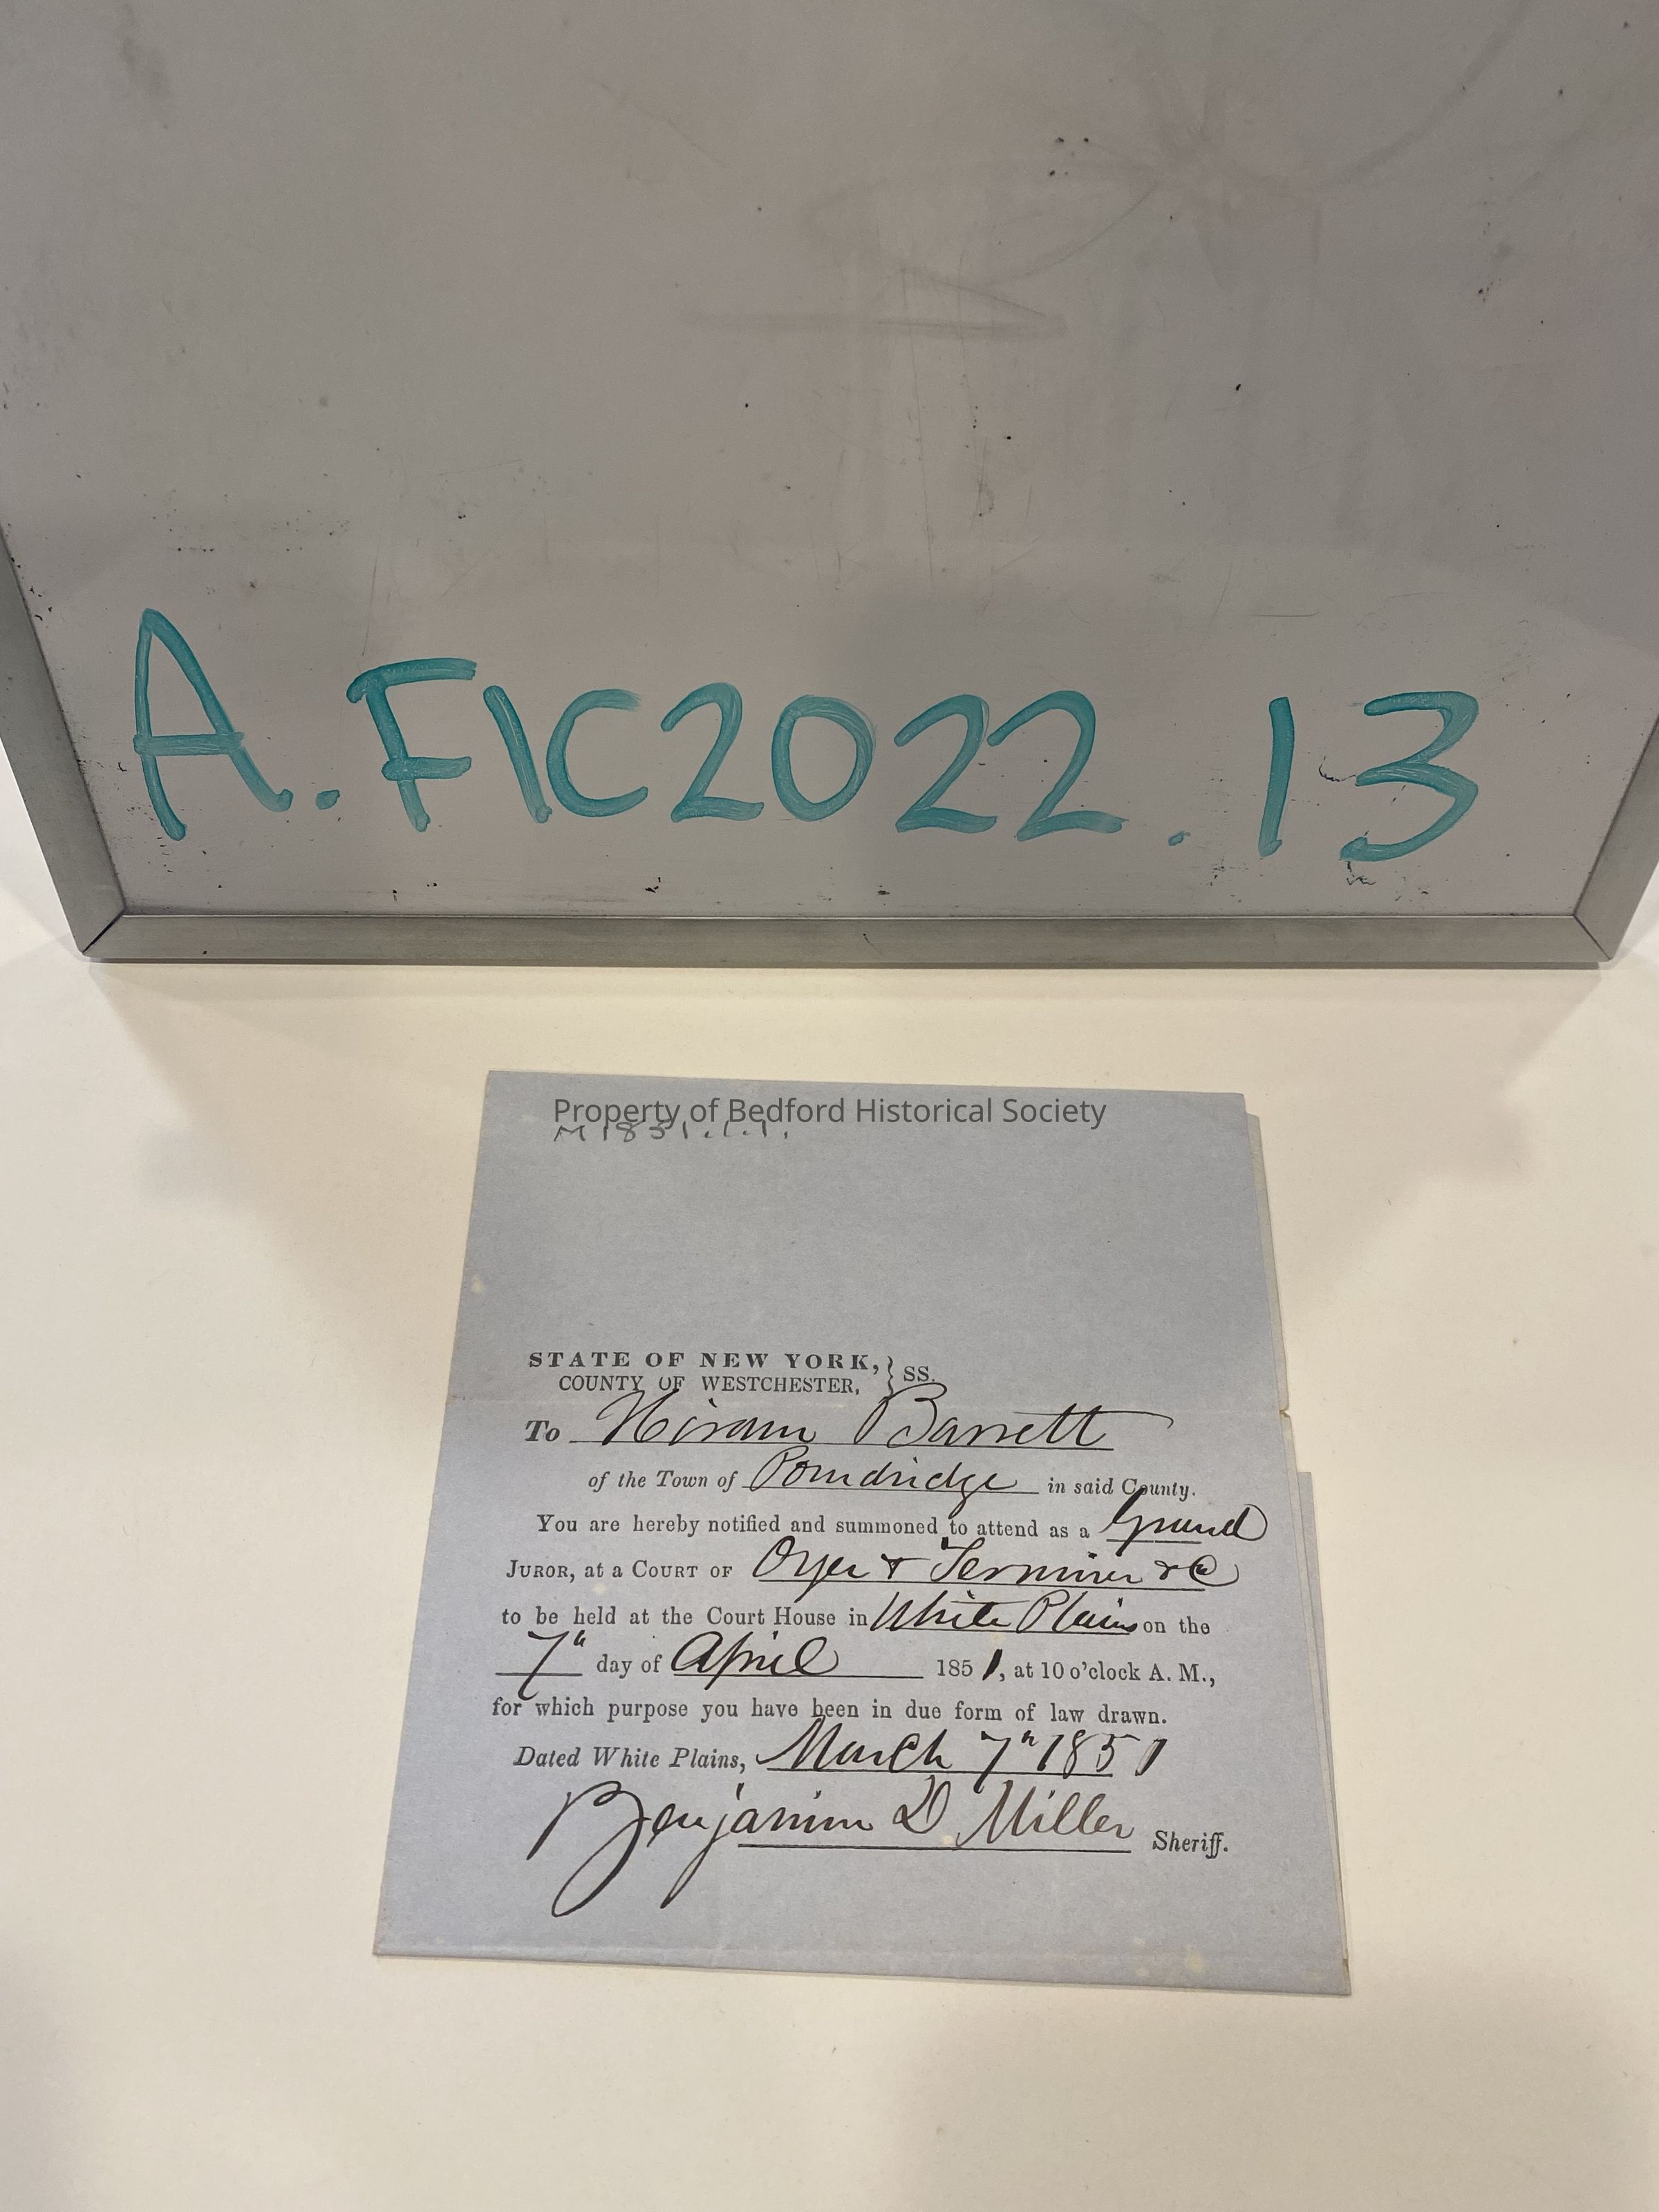 A.FIC2022.13
Property of Bedford Historical Society
M 1851.1.1.
STATE OF NEW YORK, } SS.
COUNTY OF WESTCHESTER,
To Hiram Barrett
of the Town of Poundridge in said County.
You are hereby notified and summoned to attend as a Grand
JUROR, at a COURT OF Oyer & Terminer &C
to be held at the Court House in White Plains on the
7" day of April 1851, at 10 o'clock A. M.,
for which purpose you have been in due form of law drawn.
Dated White Plains, March 7" 1851
Benjamin D Miller Sheriff.